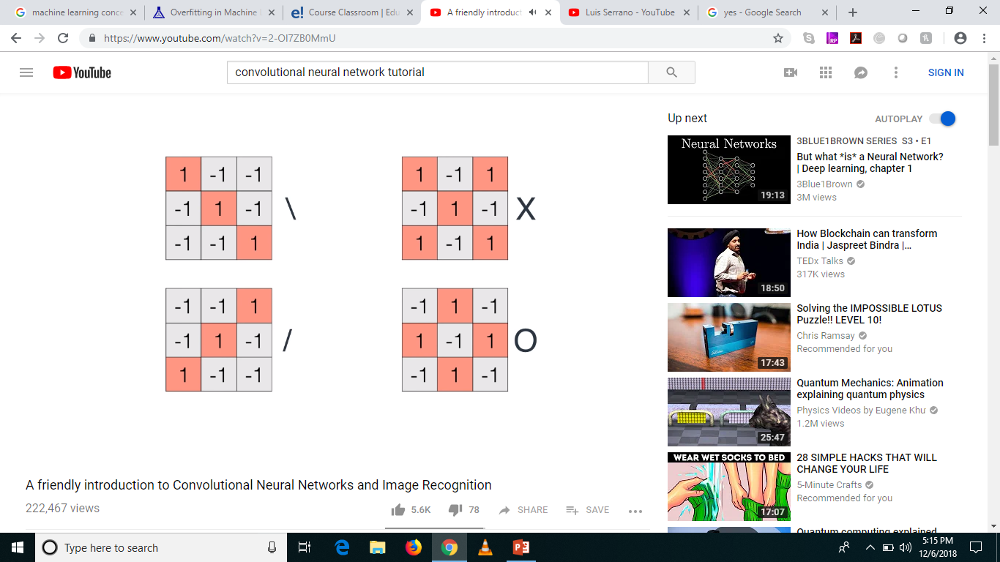 machine learning conce
Overfitting in Machine
Course Classroom | Edu
A friendly introduct
Luis Serrano - YouTube
yes - Google Search
https://www.youtube.com/watch?v=2-OI7ZB0MmU
YouTube
convolutional neural network tutorial
SIGN IN
1 -1 -1
-1 1 -1
-1 -1 1
\
1 -1 1
-1 1 -1
1 -1 1
X
-1 -1 1
-1 1 -1
1 -1 -1
/
-1 1 -1
1 -1 1
-1 1 -1
O
A friendly introduction to Convolutional Neural Networks and Image Recognition
222,467 views
5.6K
78
SHARE
SAVE
Up next
AUTOPLAY
Neural Networks
19:13
3BLUE1BROWN SERIES S3 • E1
But what *is* a Neural Network?
| Deep learning, chapter 1
3Blue1Brown
3M views
18:50
How Blockchain can transform
India | Jaspreet Bindra |...
TEDx Talks
317K views
17:43
Solving the IMPOSSIBLE LOTUS
Puzzle!! LEVEL 10!
Chris Ramsay
Recommended for you
25:47
Quantum Mechanics: Animation
explaining quantum physics
Physics Videos by Eugene Khu
1.2M views
WEAR WET SOCKS TO BED
17:07
28 SIMPLE HACKS THAT WILL
CHANGE YOUR LIFE
5-Minute Crafts
Recommended for you
Quantum computing explained
Type here to search
5:15 PM
12/6/2018